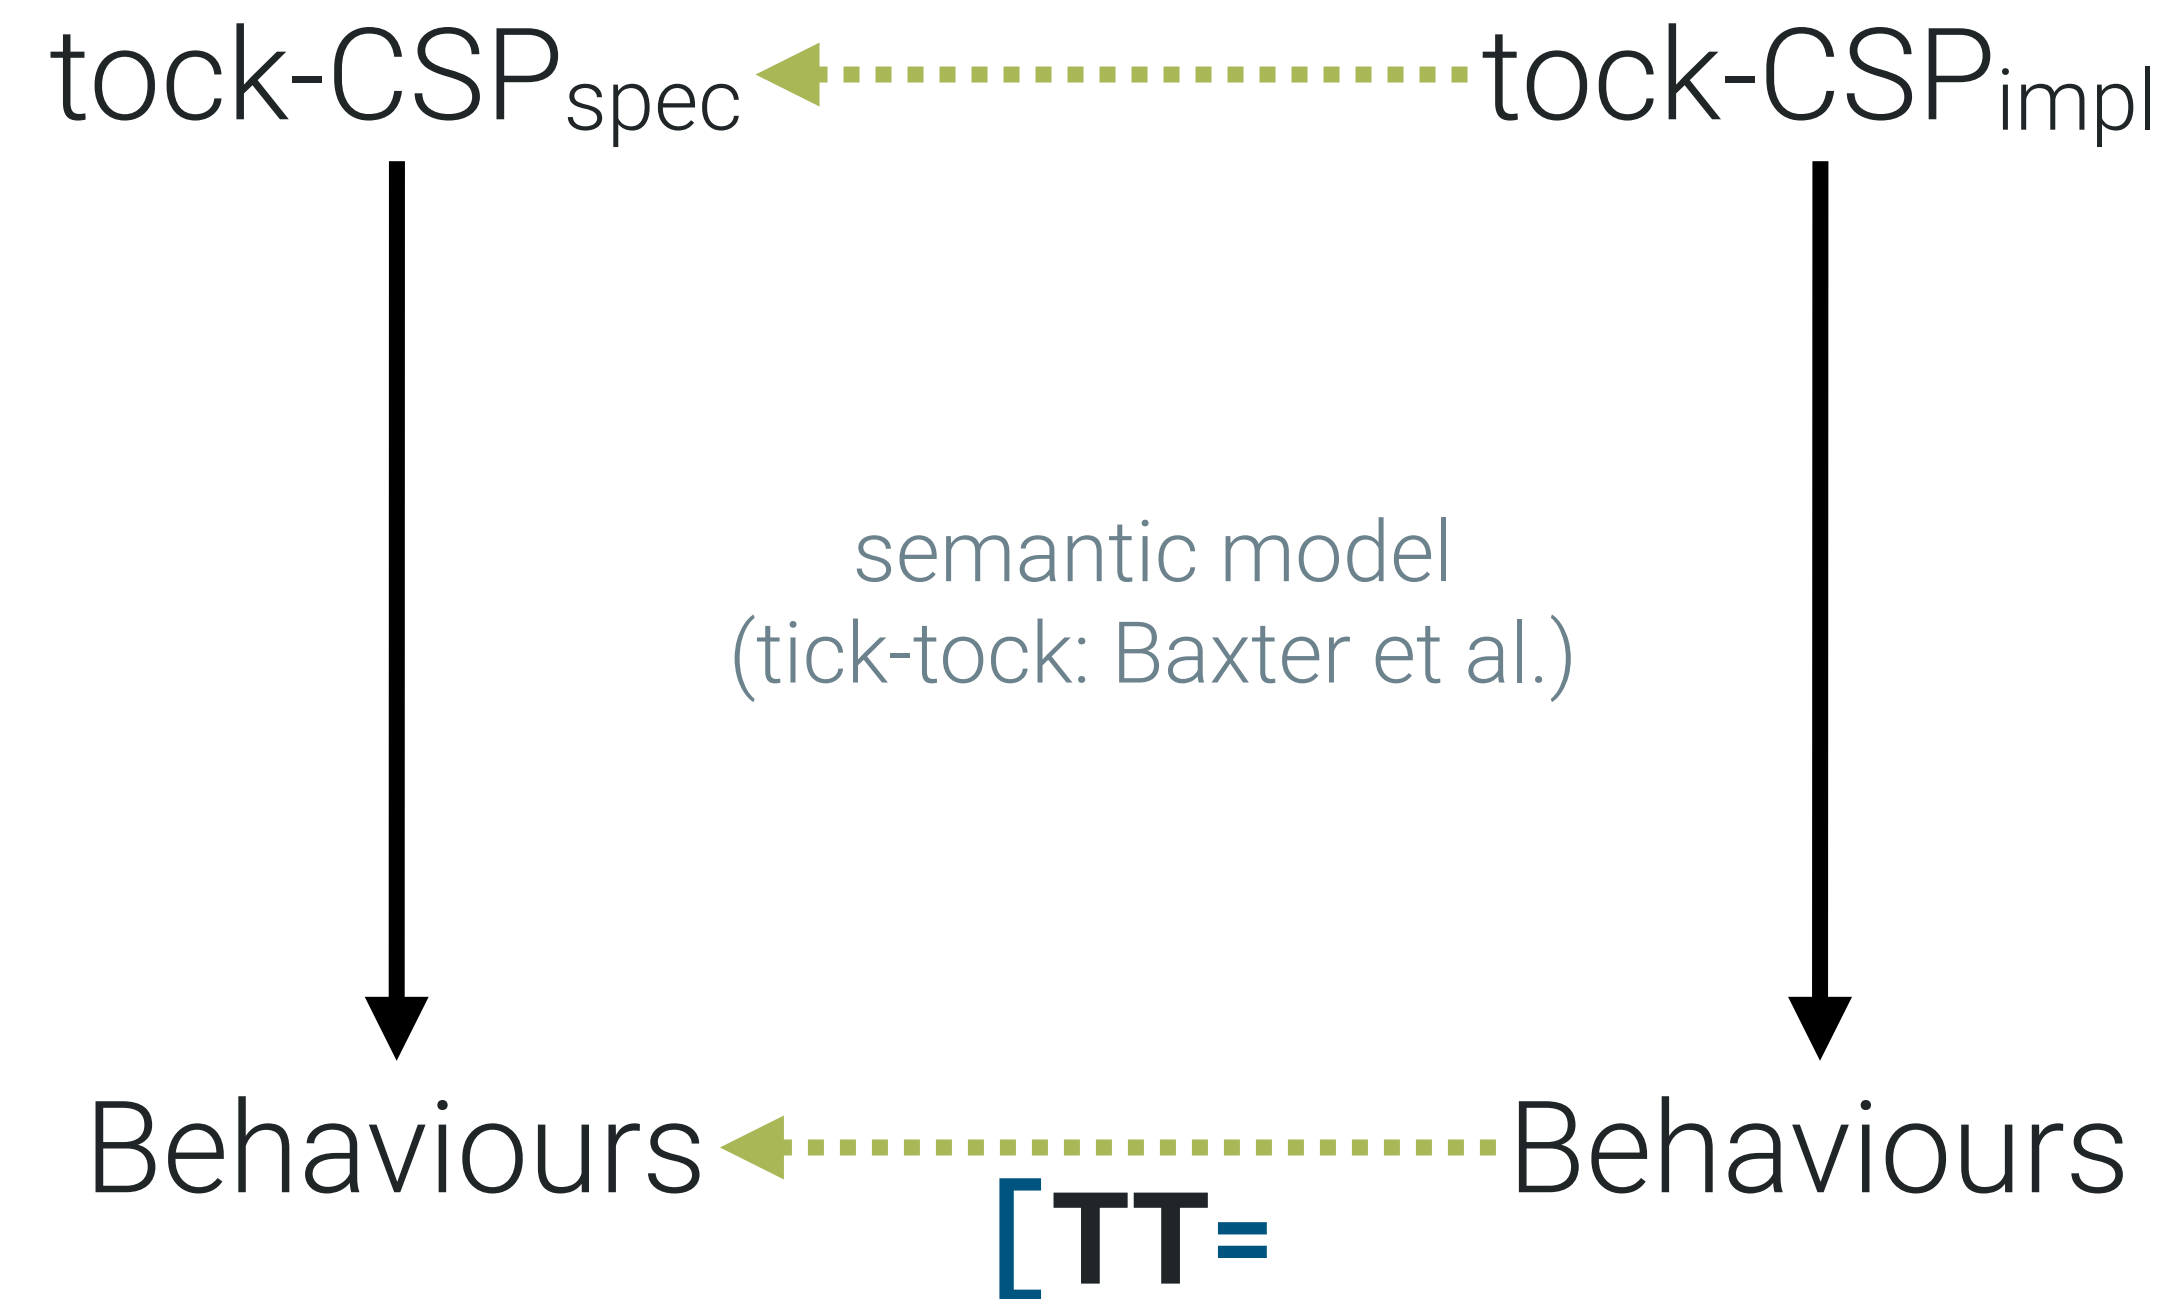 tock-CSPspec
tock-CSPimpl
semantic model
(tick-tock: Baxter et al.)
Behaviours
Behaviours
[TT=